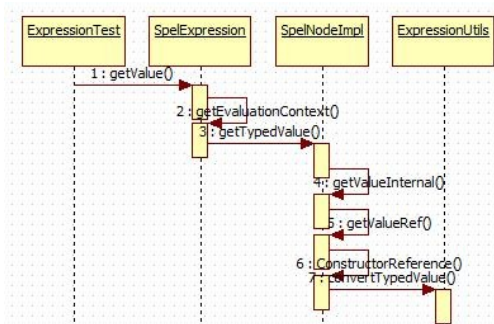 ExpressionTest SpelExpression SpelNodeImpl ExpressionUtils
1 : getValue()
2 : getEvaluationContext()
3 : getTypedValue()
4 : getValueInternal()
5 : getValueRef()
6 : ConstructorReference()
7 : convertTypedValue()